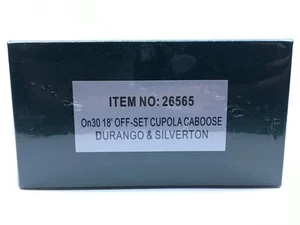 ITEM NO: 26565
On30 18' OFF-SET CUPOLA CABOOSE
DURANGO & SILVERTON